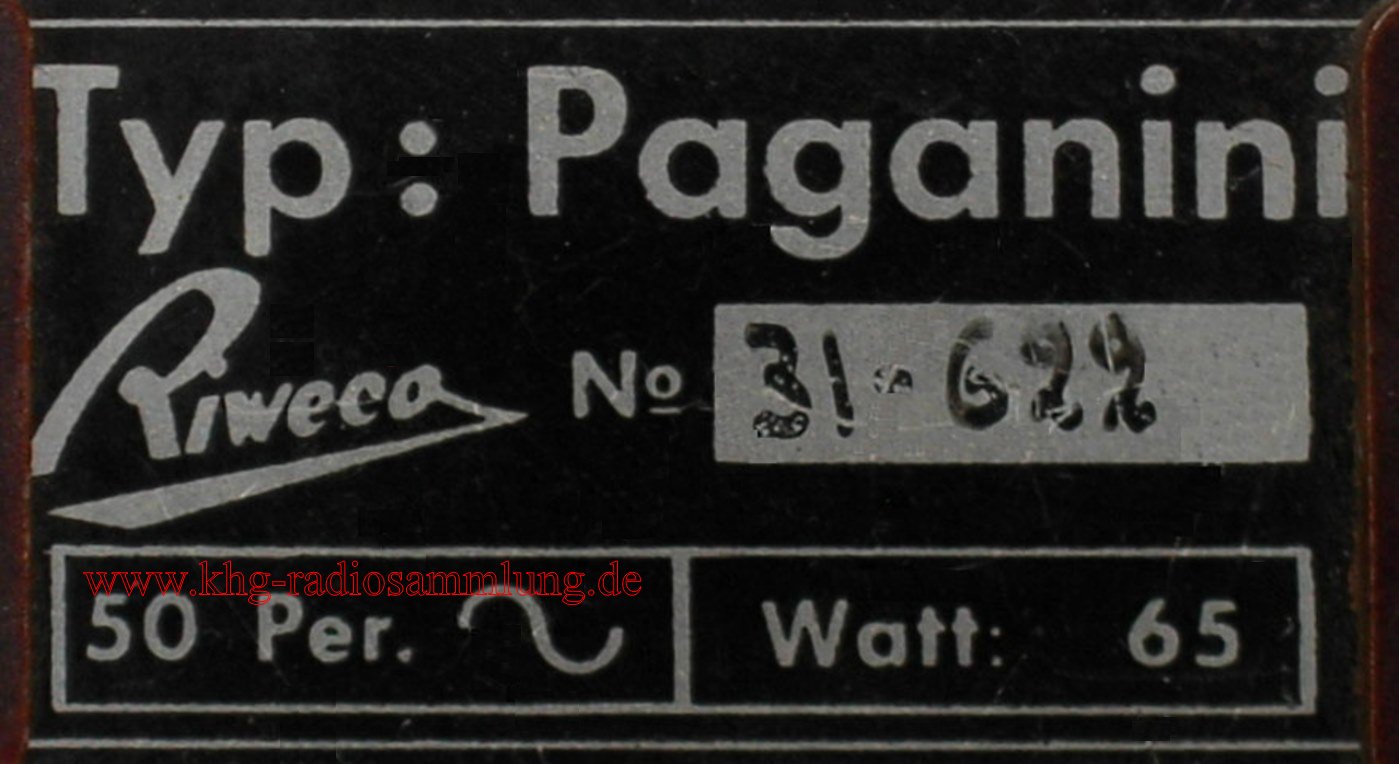 Typ: Paganini
Riweca
No 31-622
www.khg-radiosammlung.de
50 Per. Watt: 65